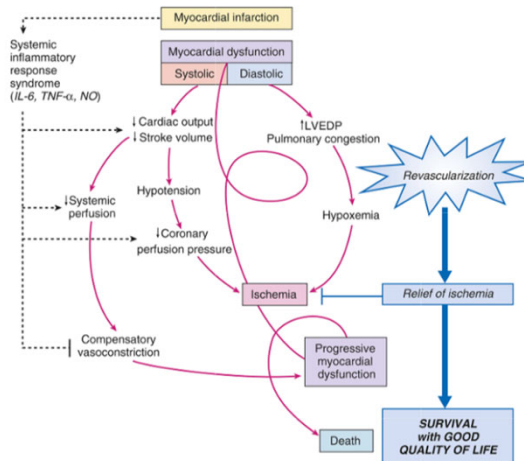 Myocardial infarction
Systemic
inflammatory
response
syndrome
(IL-6, TNF-α, NO)
Myocardial dysfunction
Systolic
Diastolic
↓Cardiac output
↓Stroke volume
↑LVEDP
Pulmonary congestion
Revascularization
↓Systemic
perfusion
Hypotension
Hypoxemia
↓Coronary
perfusion pressure
Ischemia
Relief of ischemia
Compensatory
vasoconstriction
Progressive
myocardial
dysfunction
Death
SURVIVAL
with GOOD
QUALITY OF LIFE